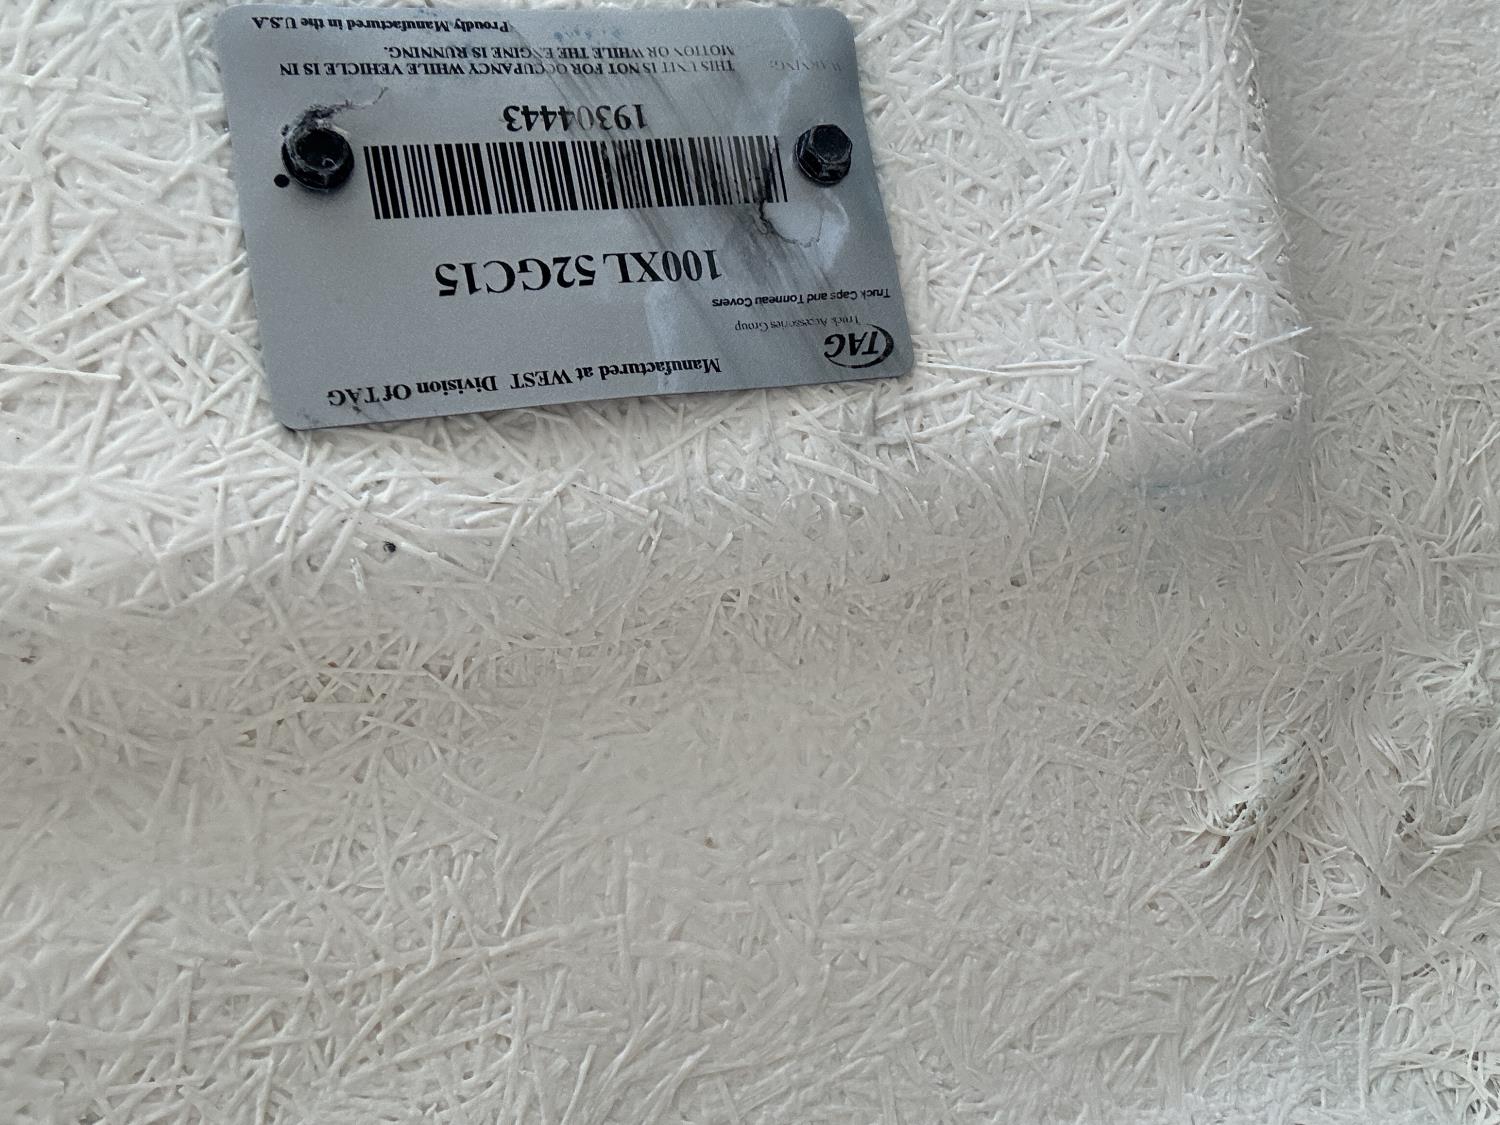 Manufactured at WEST Division Of TAG
TAG
Truck Accessories Group
Truck Caps and Tonneau Covers
100XL 52GC15
19304443
WARNING: THIS UNIT IS NOT FOR OCCUPANCY WHILE VEHICLE IS IN
MOTION OR WHILE THE ENGINE IS RUNNING.
Proudly Manufactured in the U.S.A